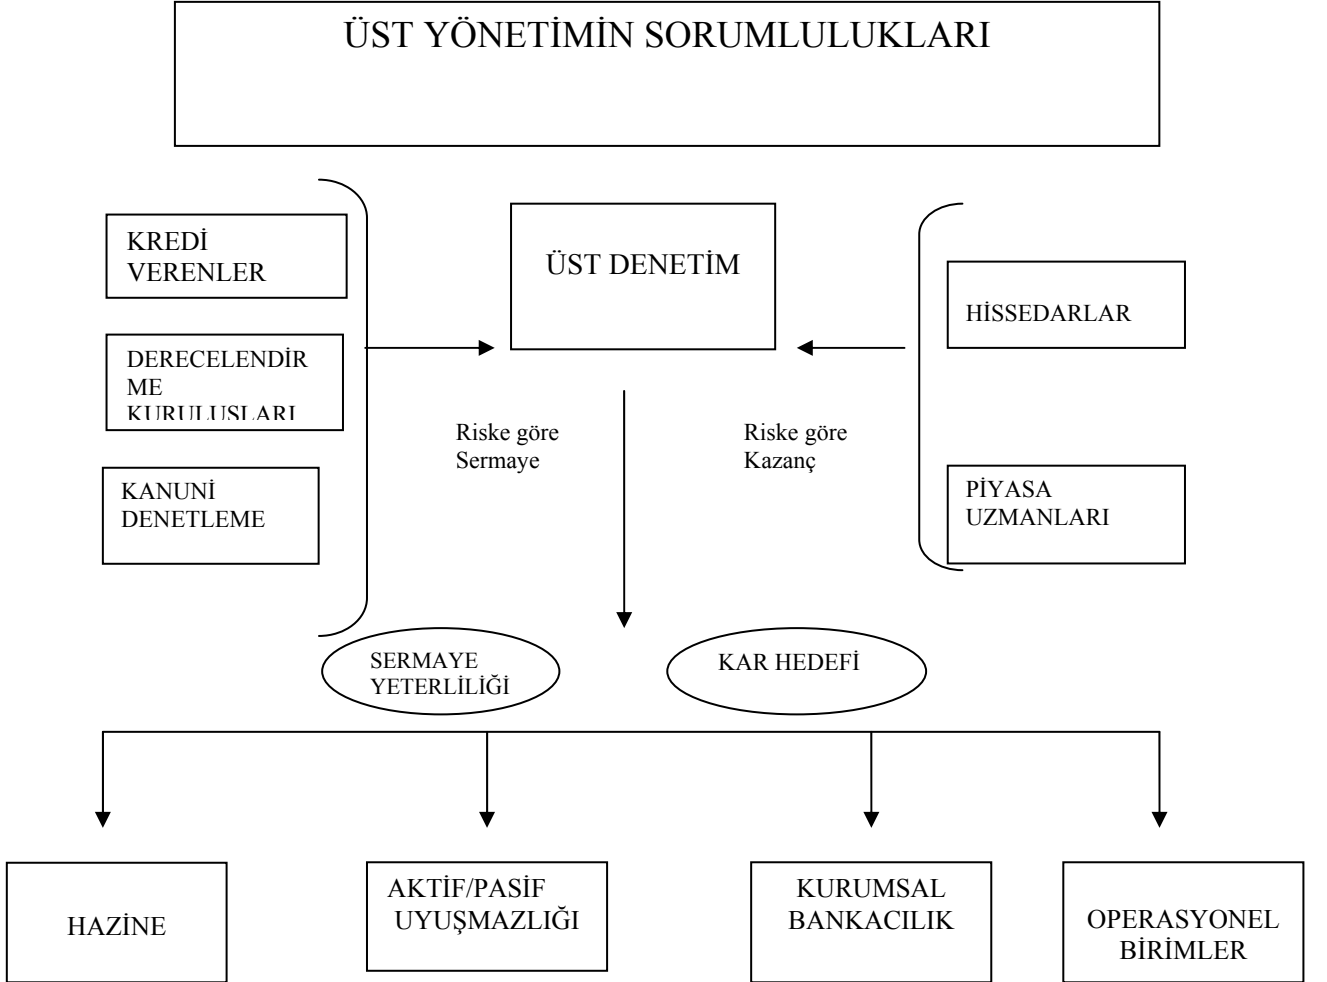 ÜST YÖNETİMİN SORUMLULUKLARI
KREDİ
VERENLER
DERECELENDİR
ME
KURULUSLARI
KANUNİ
DENETLEME
ÜST DENETİM
HİSSEDARLAR
PİYASA
UZMANLARI
Riske göre
Sermaye
Riske göre
Kazanç
SERMAYE
YETERLİLİĞİ
KAR HEDEFİ
HAZİNE
AKTİF/PASİF
UYUŞMAZLIĞI
KURUMSAL
BANKACILIK
OPERASYONEL
BİRİMLER